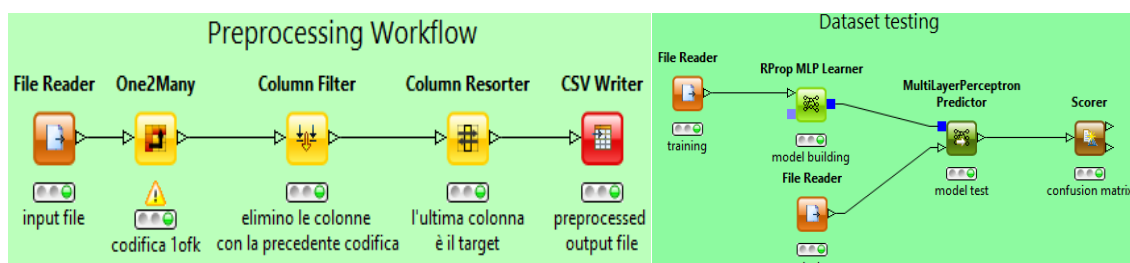 Preprocessing Workflow
File Reader
One2Many
Column Filter
Column Resorter
CSV Writer
input file
codifica 1ofk
elimino le colonne
con la precedente codifica
l'ultima colonna
è il target
preprocessed
output file
Dataset testing
File Reader
RProp MLP Learner
MultiLayerPerceptron
Predictor
Scorer
training
model building
File Reader
model test
confusion matrix